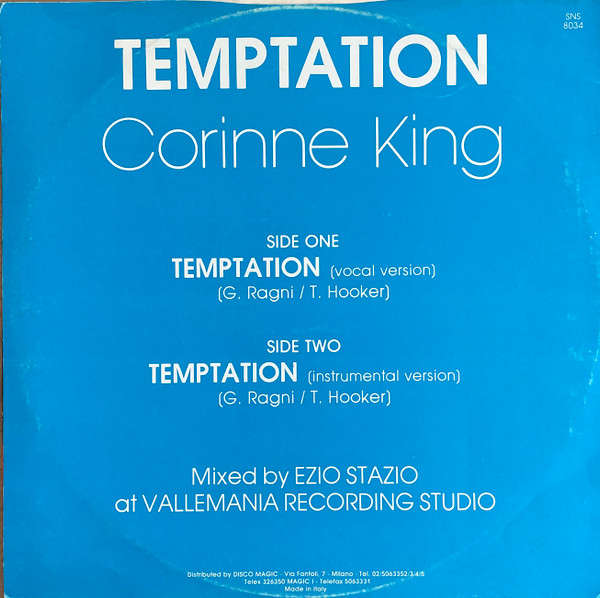 SNS
8034
TEMPTATION
Corinne King
SIDE ONE
TEMPTATION (vocal version)
(G. Ragni / T. Hooker)
SIDE TWO
TEMPTATION (instrumental version)
(G. Ragni / T. Hooker)
Mixed by EZIO STAZIO
at VALLEMANIA RECORDING STUDIO
Distributed by DISCO MAGIC - Via Fantoli, 7 - Milano - Tel. 02/5063352/3/4/5
Telex 326350 MAGIC I - Telefax 5063331
Made in Italy